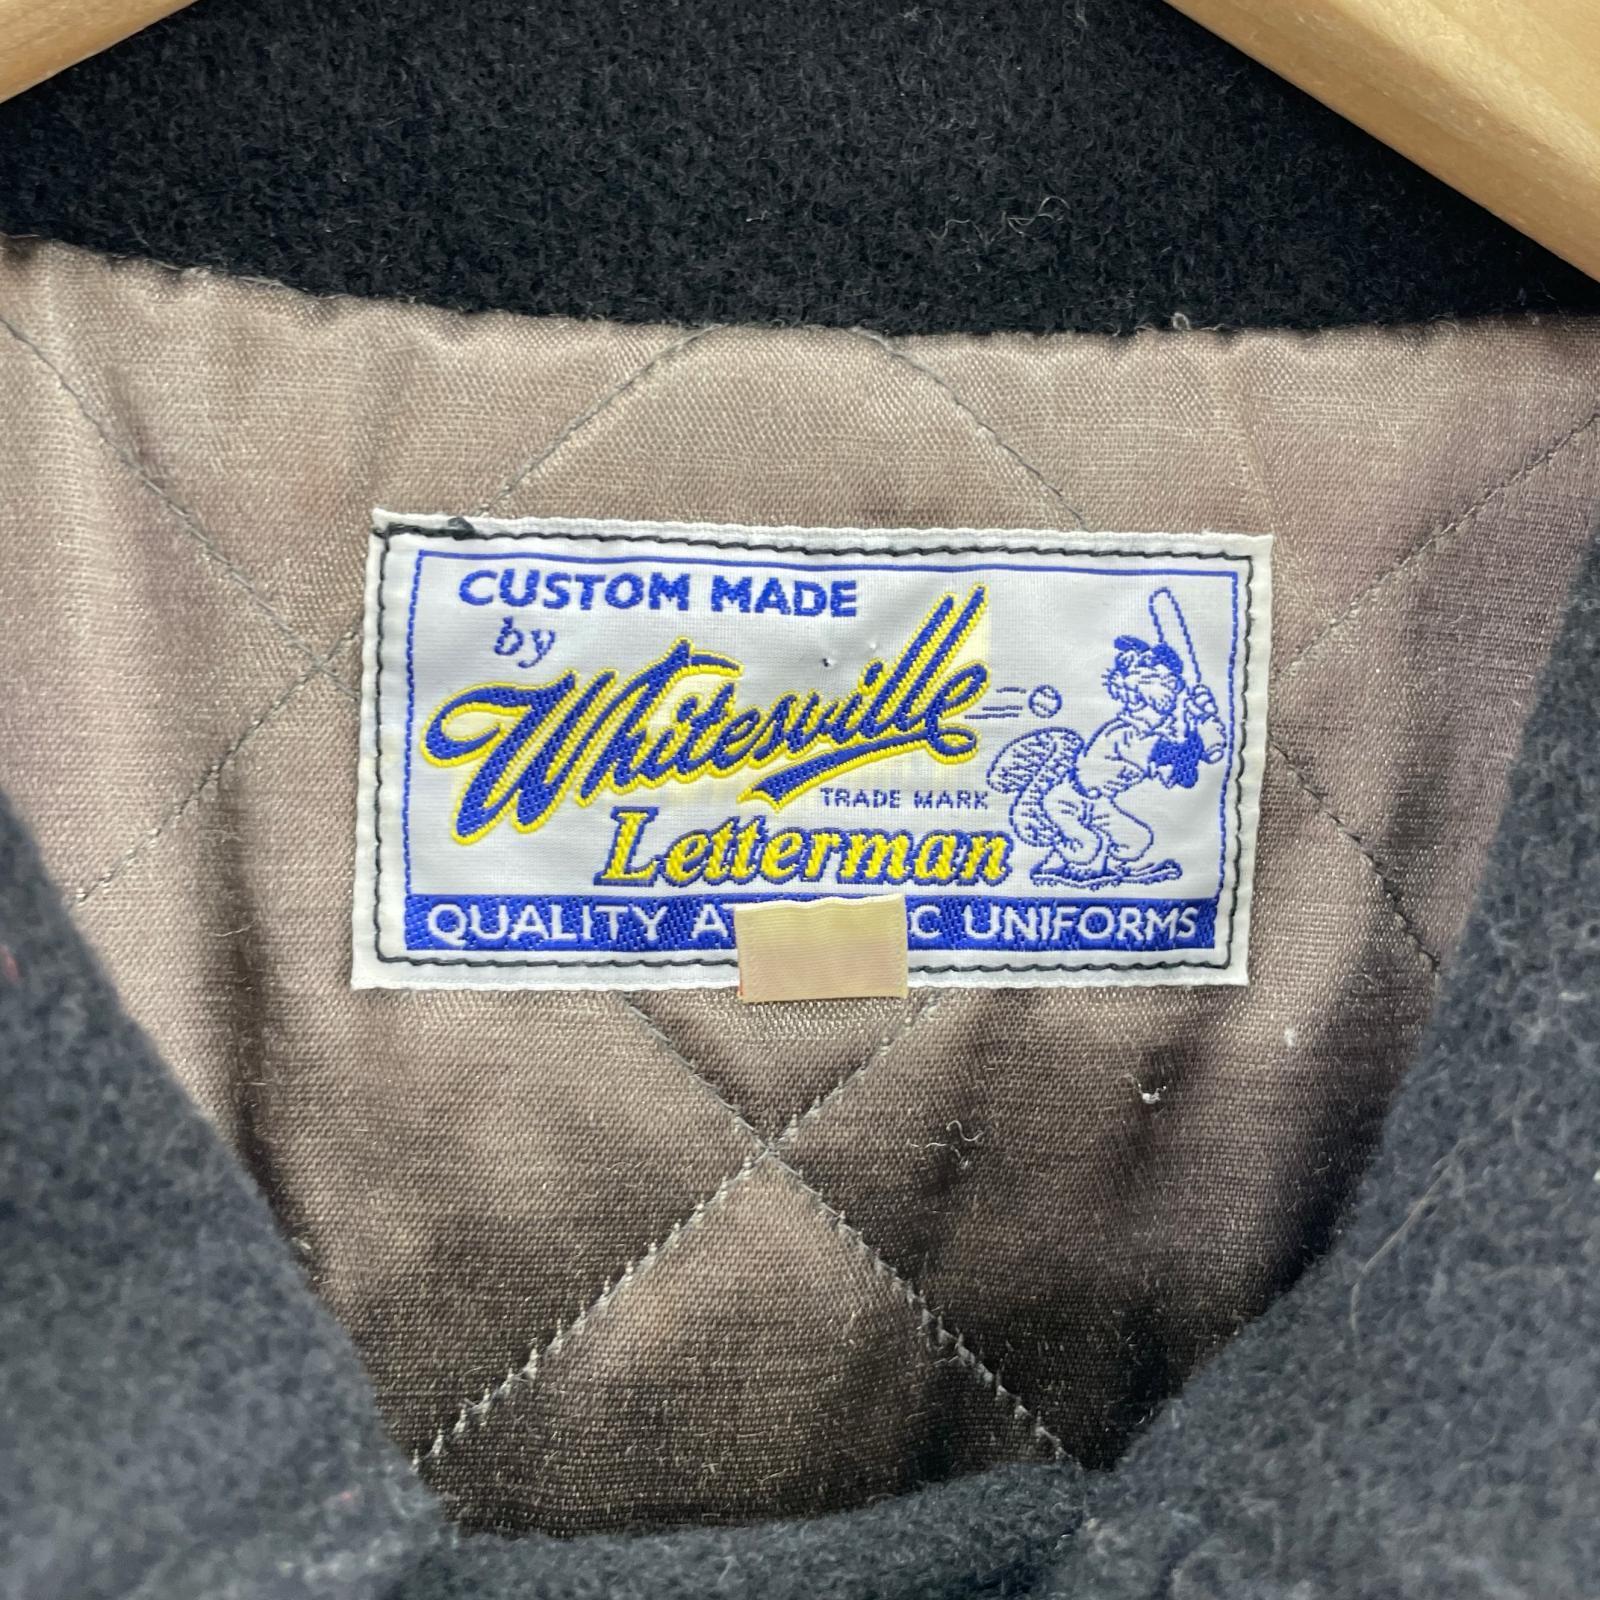 CUSTOM MADE
by
Whitesville
TRADE MARK
Letterman
QUALITY UNIFORMS